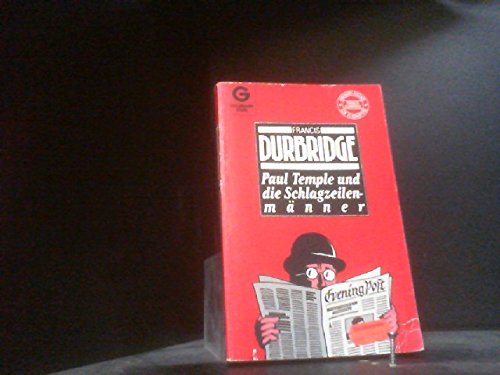 G
FRANCIS
DURBRIDGE
Paul Temple und
die Schlagzeilen-
männer
Evening Post